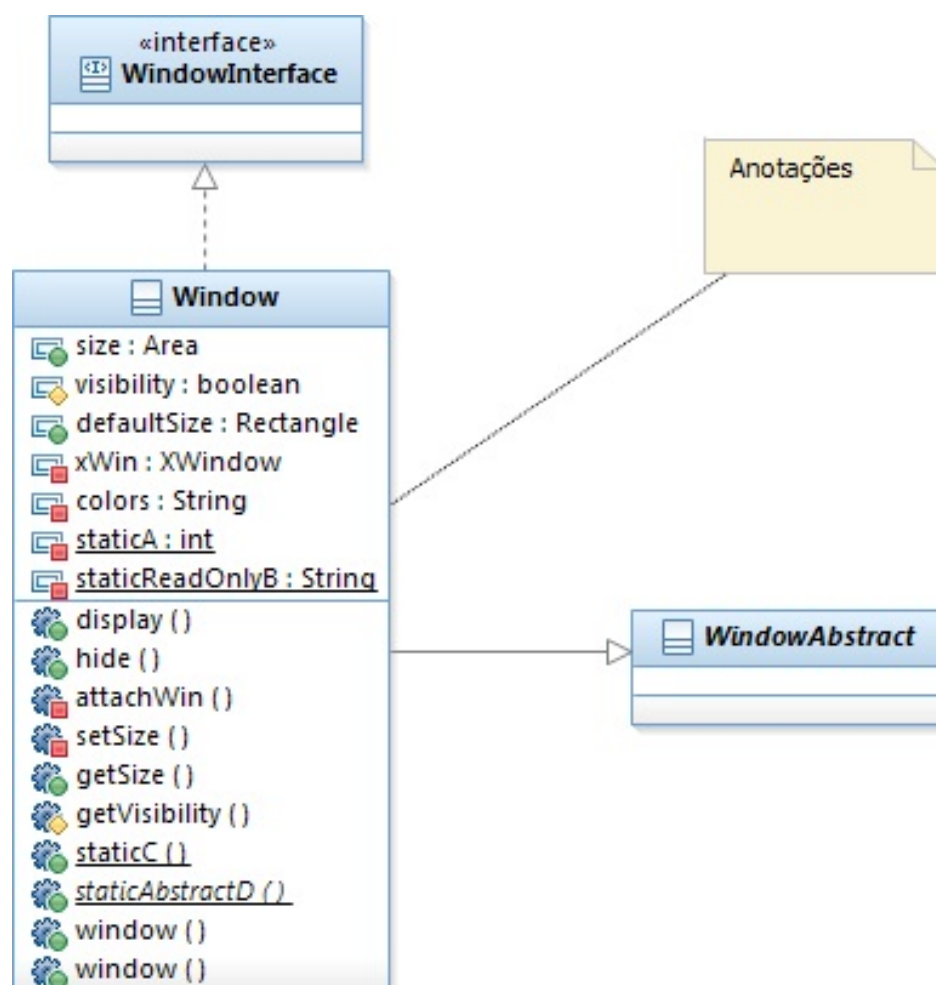 «interface»
WindowInterface
Anotações
Window
size : Area
visibility : boolean
defaultSize : Rectangle
xWin : XWindow
colors : String
staticA : int
staticReadOnlyB : String
display ( )
hide ( )
attachWin ( )
setSize ( )
getSize ( )
getVisibility ( )
staticC ( )
staticAbstractD ( )
window ( )
window ( )
WindowAbstract